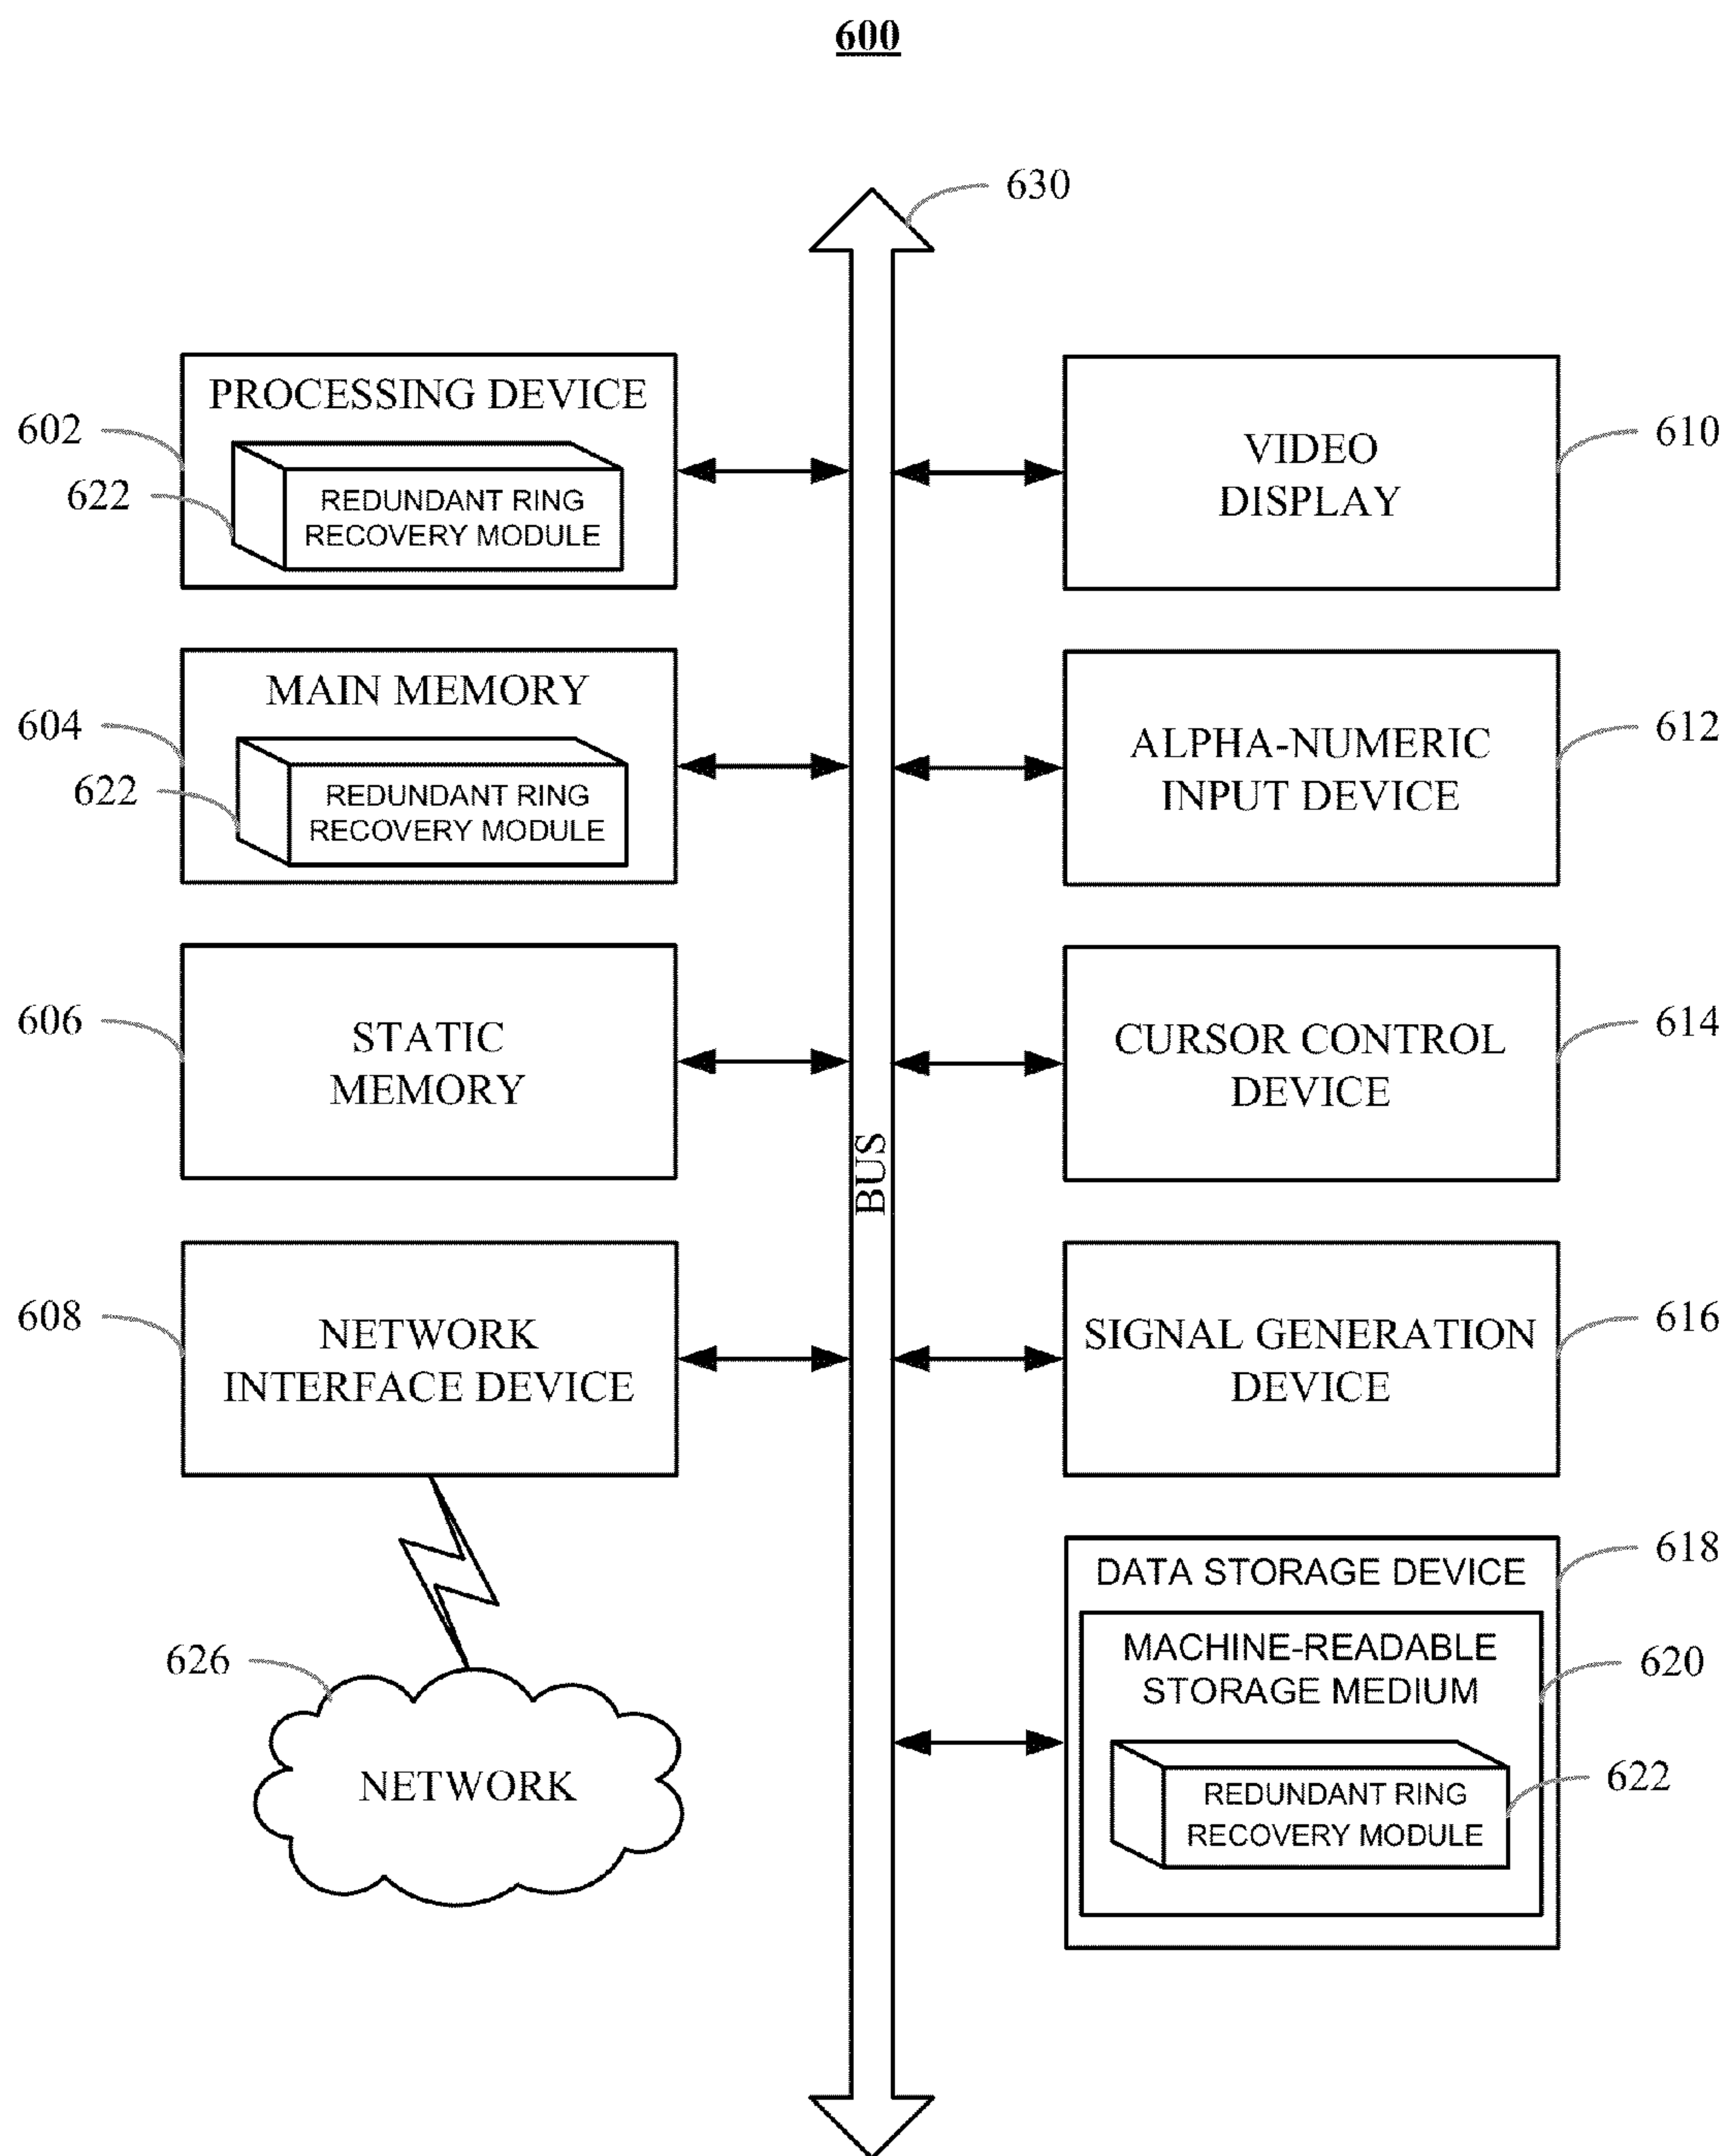 600
630
PROCESSING DEVICE
602
622
REDUNDANT RING
RECOVERY MODULE
VIDEO
DISPLAY
610
MAIN MEMORY
604
622
REDUNDANT RING
RECOVERY MODULE
ALPHA-NUMERIC
INPUT DEVICE
612
606
STATIC
MEMORY
CURSOR CONTROL
DEVICE
614
BUS
608
NETWORK
INTERFACE DEVICE
SIGNAL GENERATION
DEVICE
616
626
NETWORK
618
DATA STORAGE DEVICE
MACHINE-READABLE
STORAGE MEDIUM
620
REDUNDANT RING
RECOVERY MODULE
622